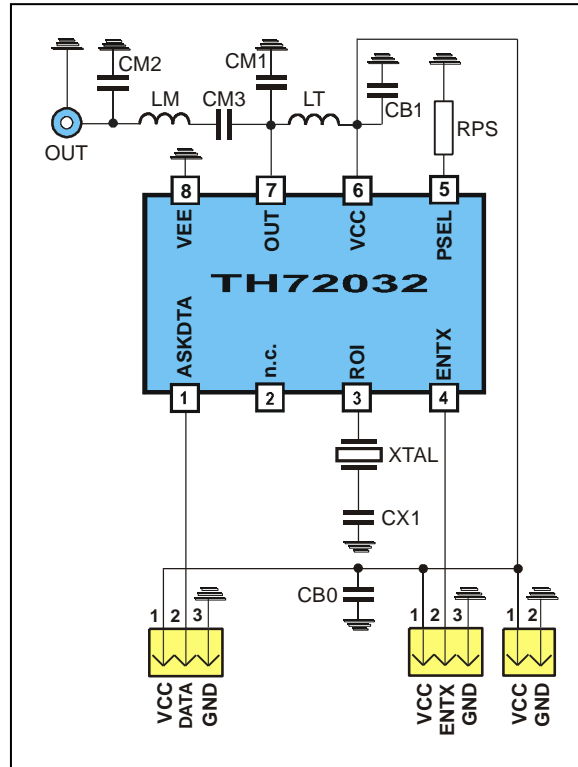 CM2
CM1
LM
CM3
LT
CB1
RPS
OUT
8
7
6
5
VEE
OUT
VCC
PSEL
TH72032
ASKDTA
n.c.
ROI
ENTX
1
2
3
4
XTAL
CX1
CB0
1 2 3
1 2 3
1 2
VCC
DATA
GND
VCC
ENTX
GND
VCC
GND